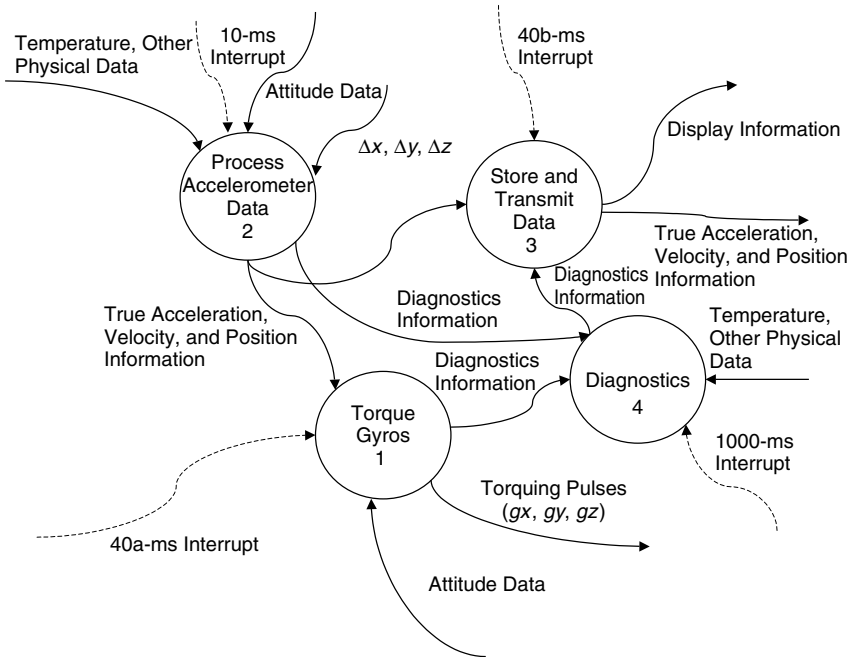 Temperature, Other
Physical Data
10-ms
Interrupt
Attitude Data
Δx, Δy, Δz
40b-ms
Interrupt
Display Information
Process
Accelerometer
Data
2
Store and
Transmit
Data
3
True Acceleration,
Velocity, and Position
Information
Diagnostics
Information
True Acceleration,
Velocity, and Position
Information
Diagnostics
Information
Temperature,
Other Physical
Data
Diagnostics
Information
Diagnostics
4
Torque
Gyros
1
1000-ms
Interrupt
Torquing Pulses
(gx, gy, gz)
40a-ms Interrupt
Attitude Data